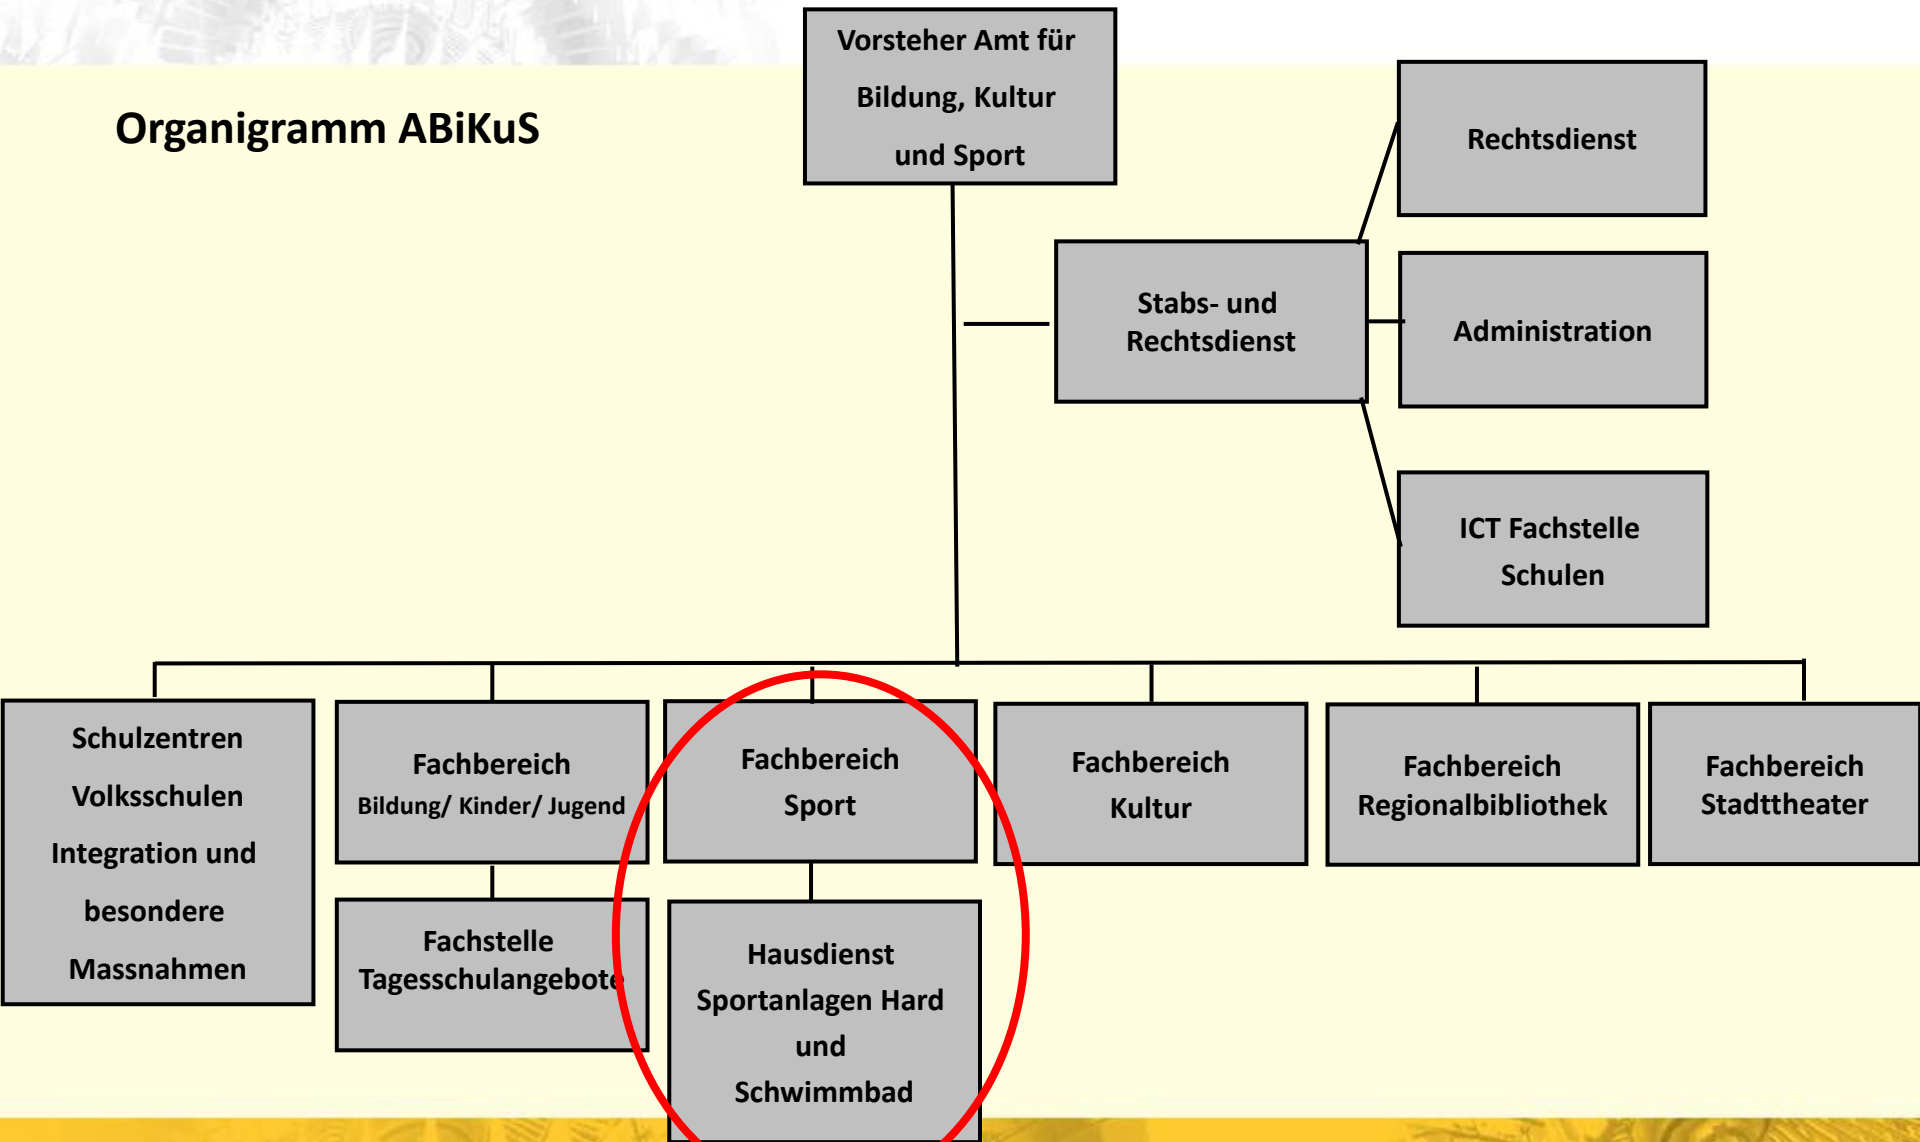 Vorsteher Amt für
Bildung, Kultur
und Sport
Organigramm ABiKuS
Rechtsdienst
Stabs- und
Rechtsdienst
Administration
ICT Fachstelle
Schulen
Schulzentren
Volksschulen
Integration und
besondere
Massnahmen
Fachbereich
Bildung/ Kinder/ Jugend
Fachstelle
Tagesschulangebote
Fachbereich
Sport
Hausdienst
Sportanlagen Hard
und
Schwimmbad
Fachbereich
Kultur
Fachbereich
Regionalbibliothek
Fachbereich
Stadttheater